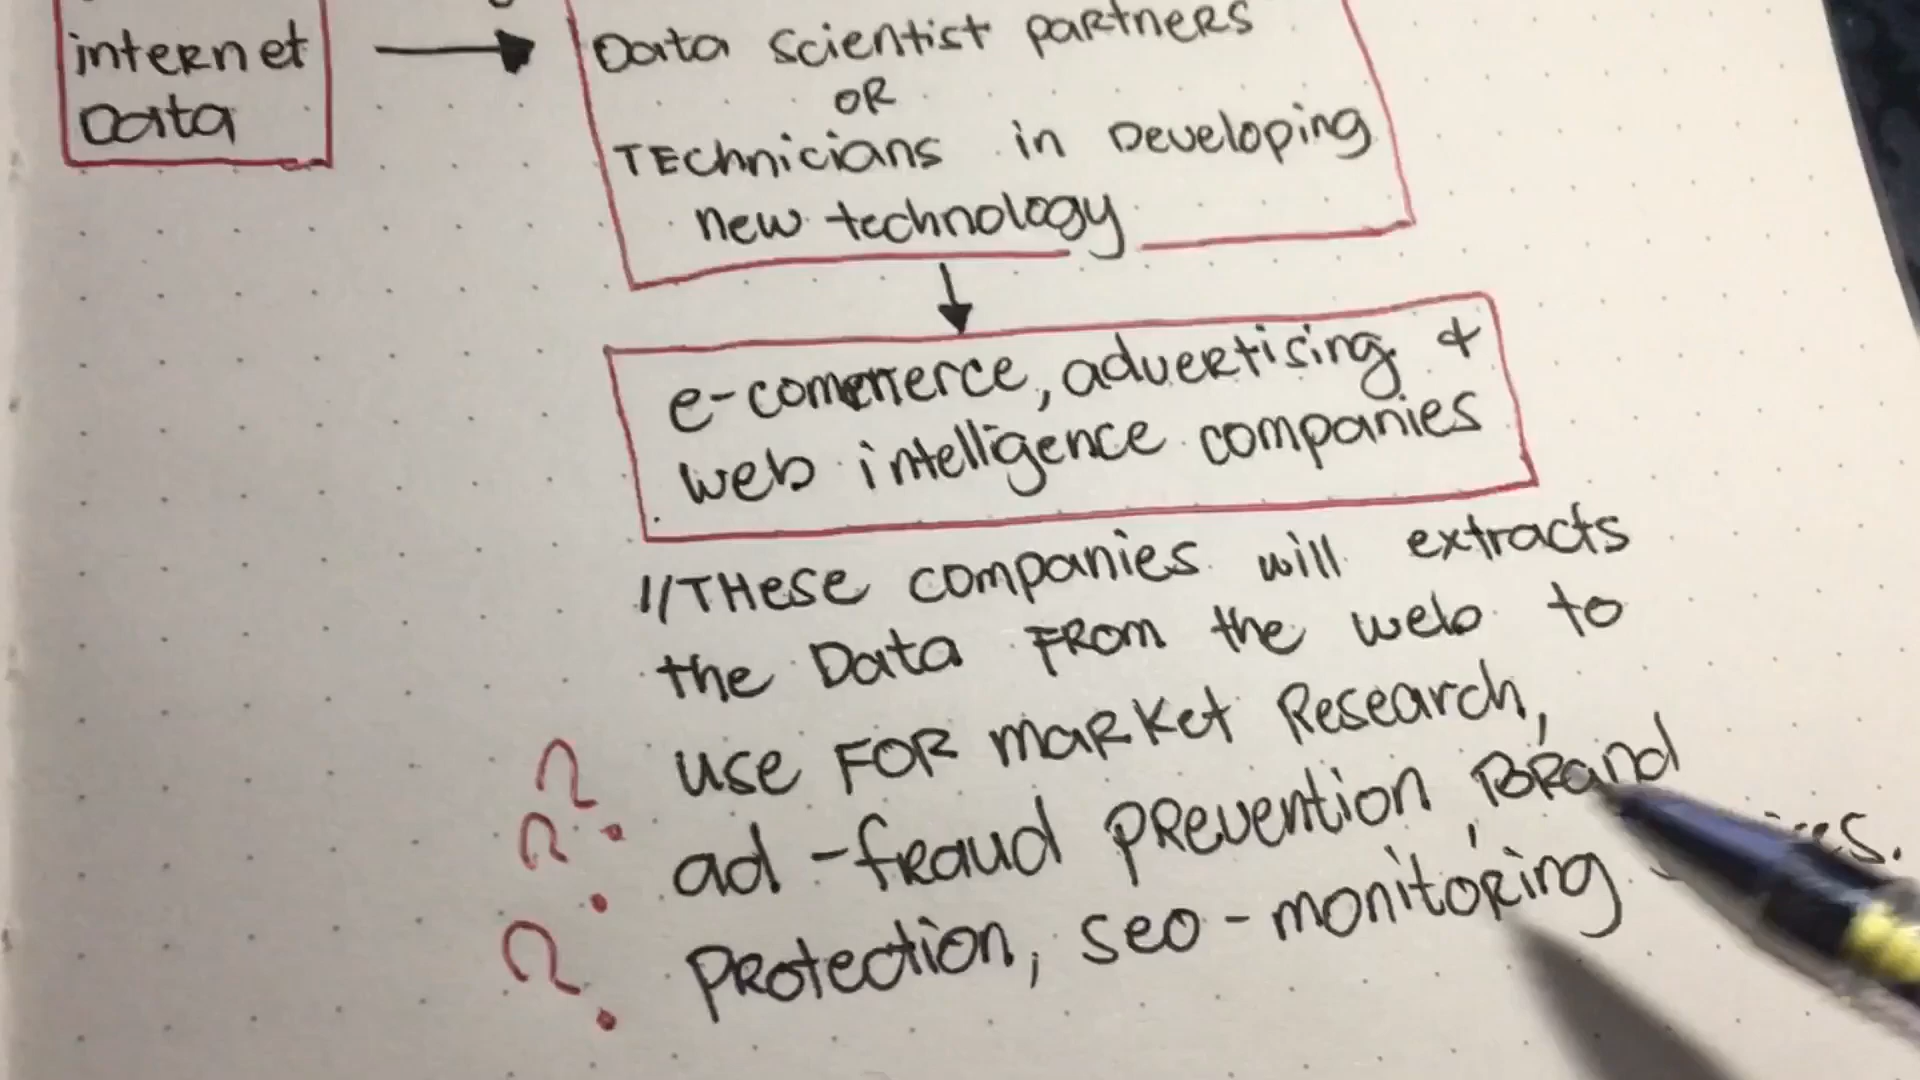 internet
Data
Data scientist partners
OR
TEchnicians in Developing
new technology
e-commerce, advertising &
web intelligence companies
//THese companies will extracts
the Data FROM the web to
use FOR market Research,
ad-fraud prevention, Brand
protection, seo-monitoring
? ? ?